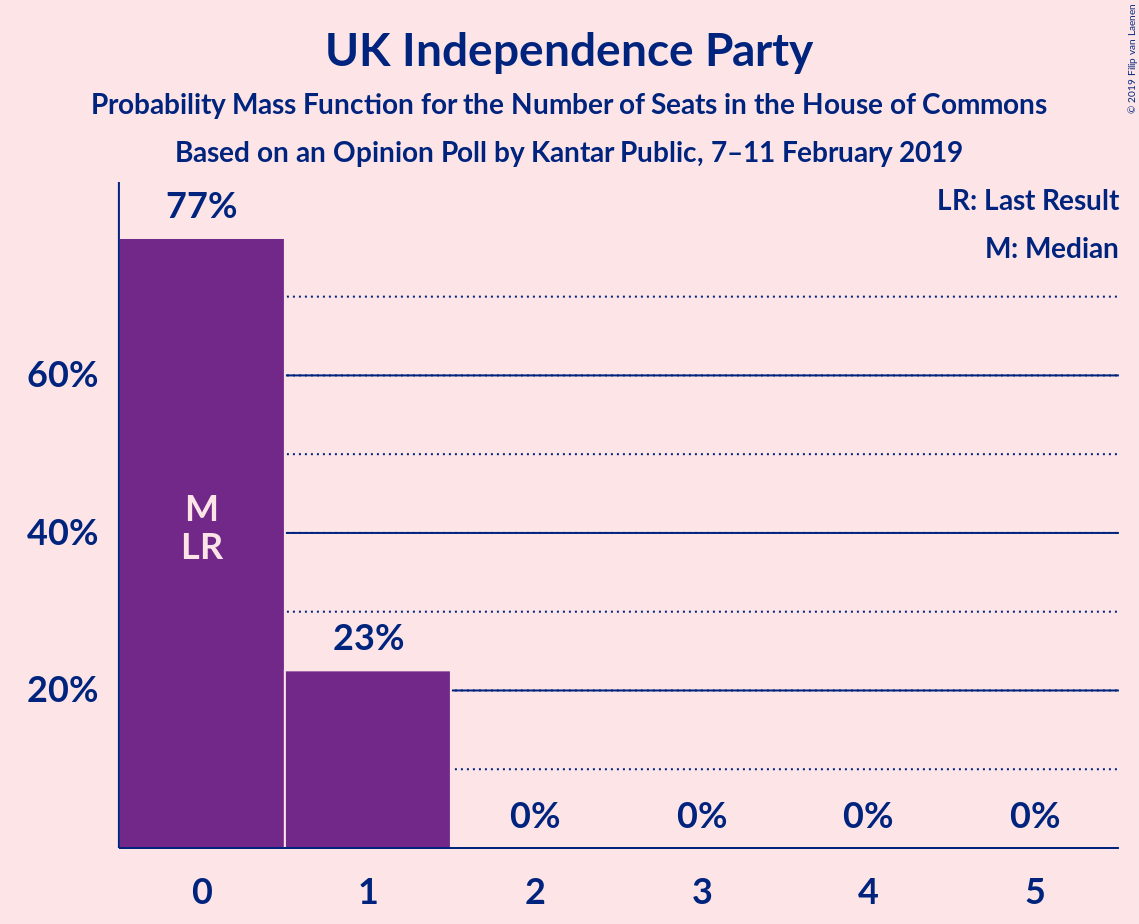 UK Independence Party
Probability Mass Function for the Number of Seats in the House of Commons
Based on an Opinion Poll by Kantar Public, 7–11 February 2019
© 2019 Filip van Laenen
LR: Last Result
M: Median
77%
60%
40%
20%
M
LR
23%
0%
0%
0%
0%
0
1
2
3
4
5